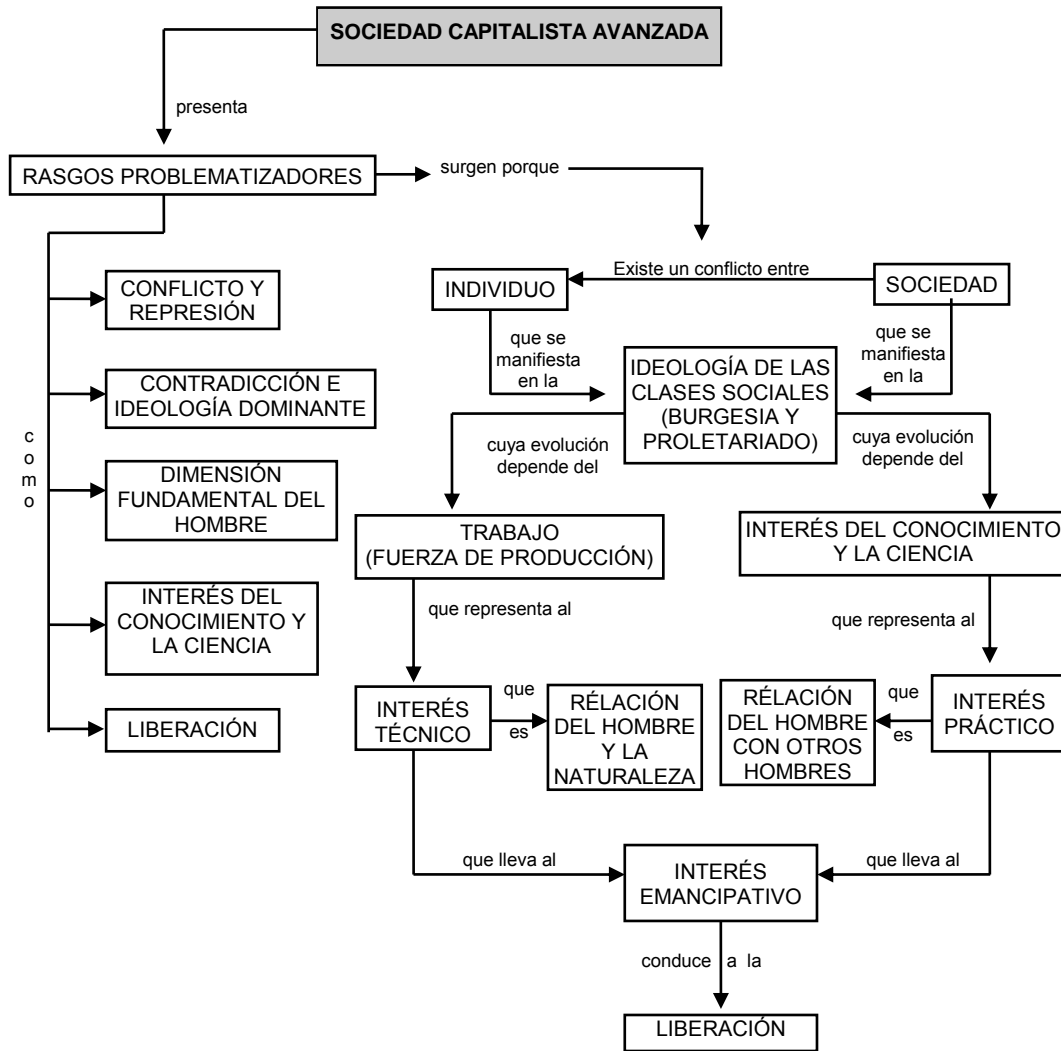 SOCIEDAD CAPITALISTA AVANZADA
presenta
RASGOS PROBLEMATIZADORES
surgen porque
como
CONFLICTO Y
REPRESIÓN
CONTRADICCIÓN E
IDEOLOGÍA DOMINANTE
DIMENSIÓN
FUNDAMENTAL DEL
HOMBRE
INTERÉS DEL
CONOCIMIENTO Y
LA CIENCIA
LIBERACIÓN
INDIVIDUO
Existe un conflicto entre
SOCIEDAD
que se
manifiesta
en la
IDEOLOGÍA DE LAS
CLASES SOCIALES
(BURGESIA Y
PROLETARIADO)
que se
manifiesta
en la
cuya evolución
depende del
cuya evolución
depende del
TRABAJO
(FUERZA DE PRODUCCIÓN)
INTERÉS DEL CONOCIMIENTO
Y LA CIENCIA
que representa al
que representa al
INTERÉS
TÉCNICO
que
es
RÉLACIÓN
DEL HOMBRE
Y LA
NATURALEZA
RÉLACIÓN
DEL HOMBRE
CON OTROS
HOMBRES
que
es
INTERÉS
PRÁCTICO
que lleva al
INTERÉS
EMANCIPATIVO
que lleva al
conduce a la
LIBERACIÓN